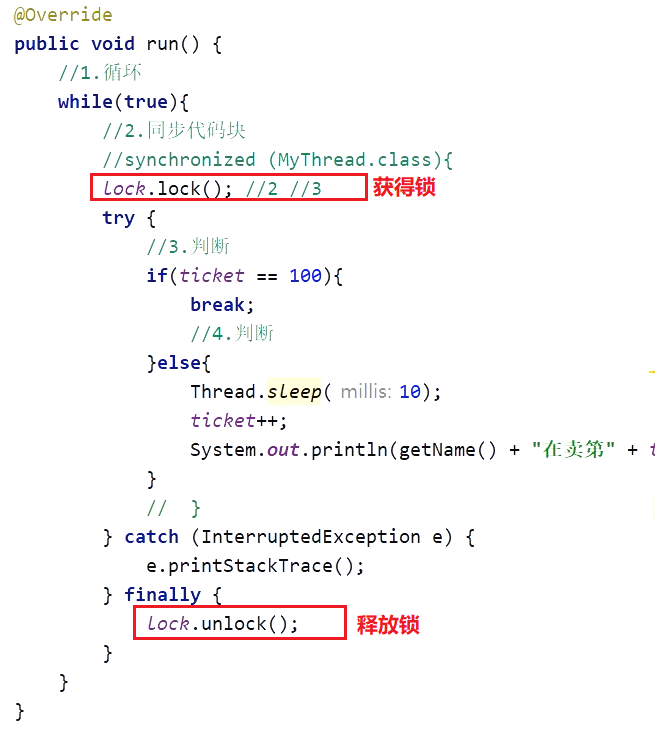 @Override
public void run() {
//1.循环
while(true){
//2.同步代码块
//synchronized (MyThread.class){
lock.lock(); //2 //3 获得锁
try {
//3.判断
if(ticket == 100){
break;
//4.判断
}else{
Thread.sleep( millis: 10);
ticket++;
System.out.println(getName() + "在卖第" + t
}
// }
} catch (InterruptedException e) {
e.printStackTrace();
} finally {
lock.unlock(); 释放锁
}
}
}